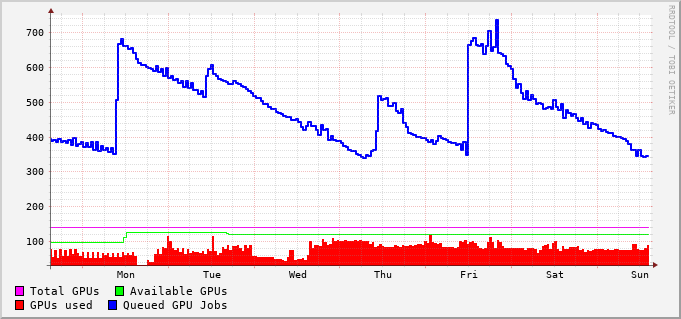 700
600
500
400
300
200
100
Mon Tue Wed Thu Fri Sat Sun
Total GPUs Available GPUs
GPUs used Queued GPU Jobs
RRDTOOL / TOBI OETIKER